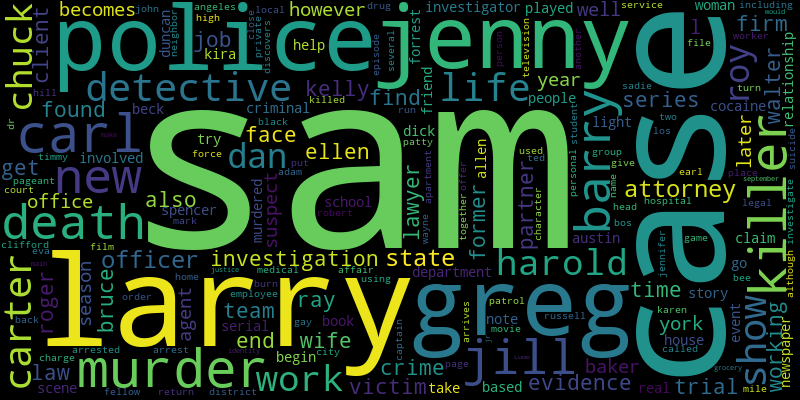 becomes
police
jenny
case
sam
larry
greg
chuck
client
duncan
neighbor
john
angeles
high
job
kira
help
private
discovers
local
drug
episode
several
however
investigator
forrest
played
television
another
well
woman
service
including
firm
l
file
worker
roy
walter
mould
turn
relationship
dr
hill
detective
criminal
black
killed
kelly
run
find
friend
life
year
people
series
sadie
cocaine
suicide
found
beck
carl
timmy
involved
get
new
try
force
face
put
adam
ellen
dan
dick
patty
allen
used
ted
person
student
personal
barry
light
two
los
group
give
name
earl
place
later
killer
september
pageant
court
office
also
spencer
mark
murdered
suspect
school
robert
lawyer
wayne
apartment
former
together
offer
partner
character
austin
head
bos
hospital
attorney
legal
claim
although
investigate
death
clifford
eva
film
officer
investigation
state
harold
jennifer
game
go
bee
carter
main
back
roger
season
bruce
home
agent
order
justice
medical
affair
using
department
team
burn
employee
ray
gay
serial
book
captain
arrives
patrol
note
movie
russell
time
story
karen
york
house
called
event
show
working
newspaper
law
charge
scene
arrested
arrest
murder
end
wife
begin
city
work
identity
fellow
return
district
victim
crime
take
page
jill
based
baker
evidence
real
trial
grocery
mile